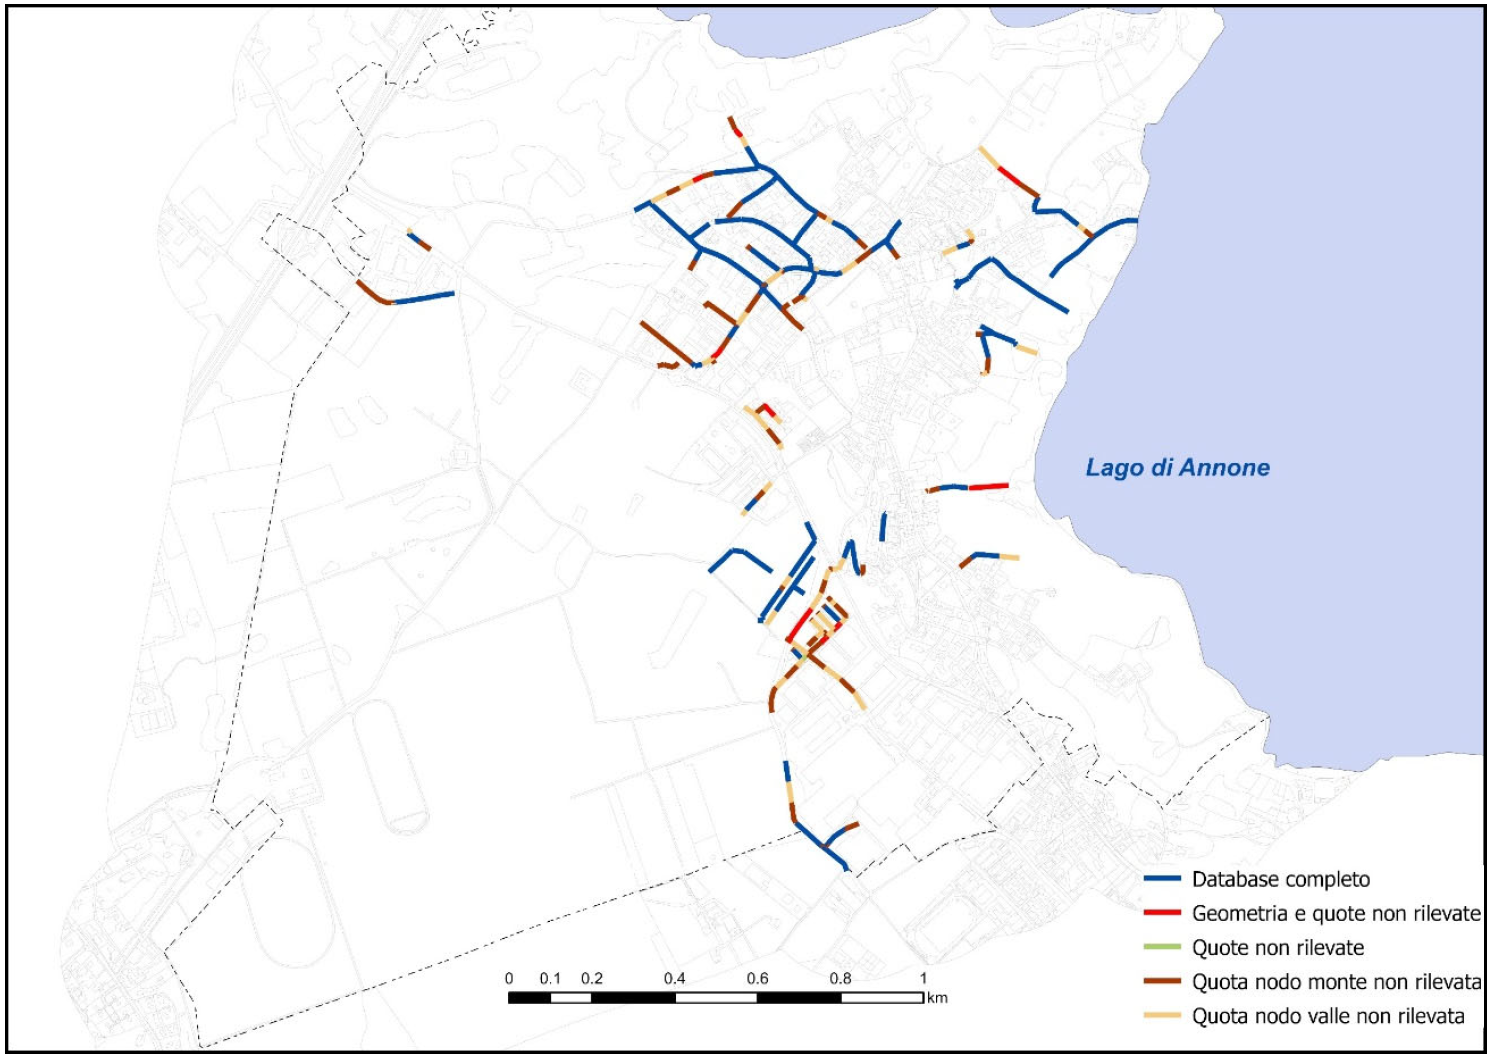 Lago di Annone
Database completo
Geometria e quote non rilevate
Quote non rilevate
Quota nodo monte non rilevata
Quota nodo valle non rilevata
0 0.1 0.2 0.4 0.6 0.8 1
km